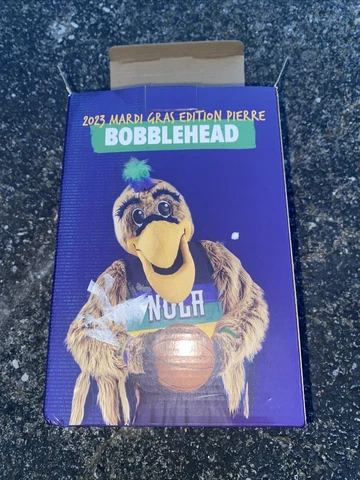 2023 MARDI GRAS EDITION PIERRE
BOBBLEHEAD
NOLA